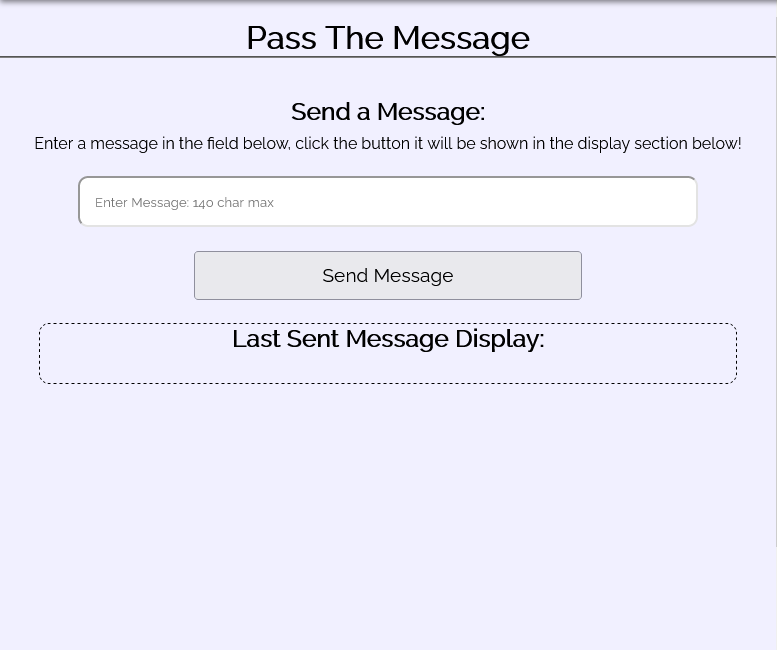 Pass The Message
Send a Message:
Enter a message in the field below, click the button it will be shown in the display section below!
Enter Message: 140 char max
Send Message
Last Sent Message Display: